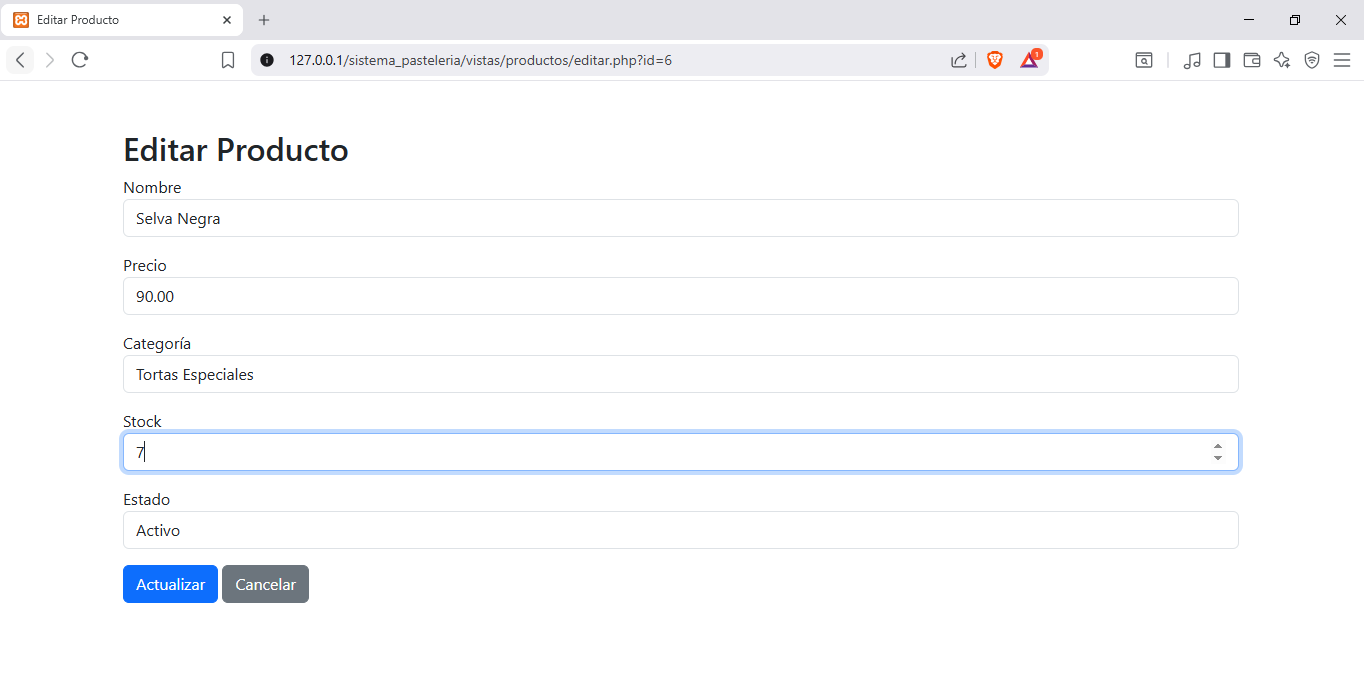 Editar Producto
127.0.0.1/sistema_pasteleria/vistas/productos/editar.php?id=6
1
Editar Producto
Nombre
Selva Negra
Precio
90.00
Categoría
Tortas Especiales
Stock
7
Estado
Activo
Actualizar Cancelar